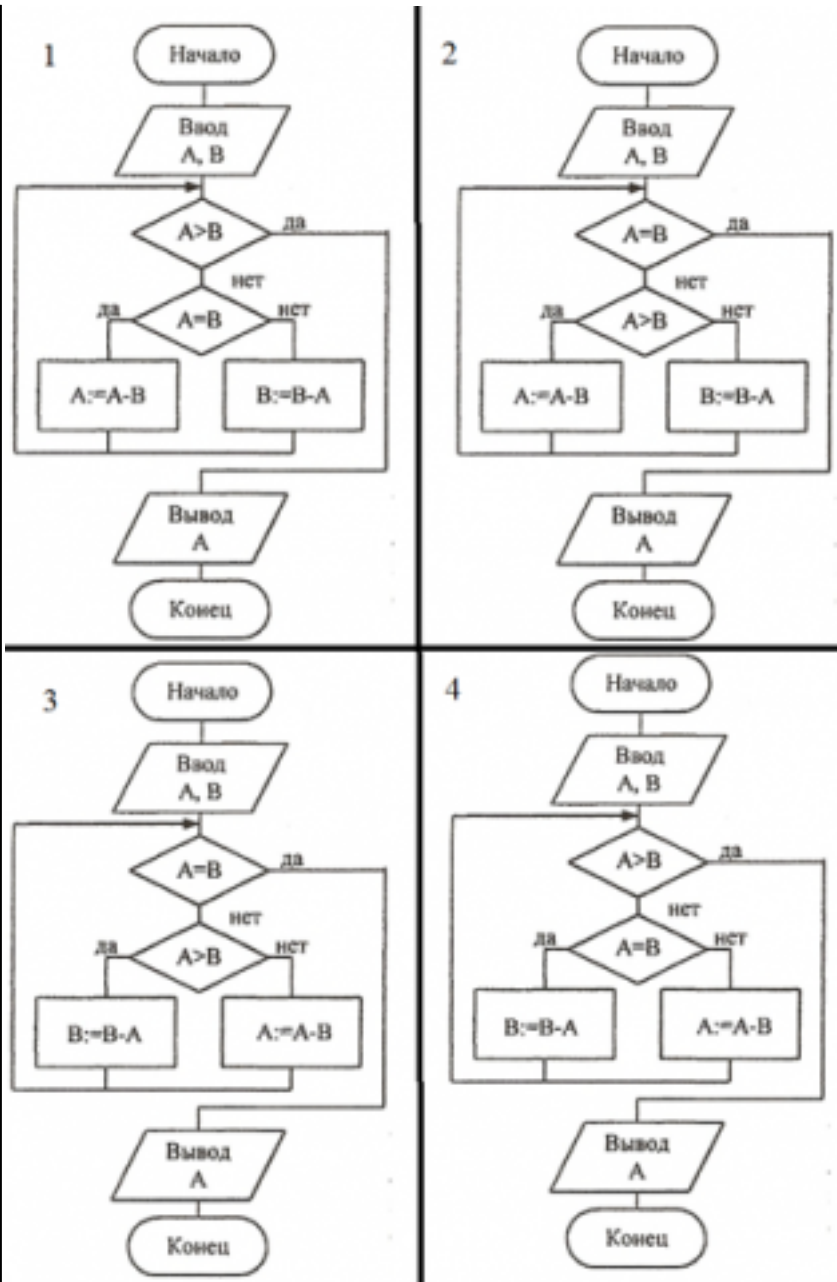 1
Начало
Ввод
A, B
A>B
да
нет
да
A=B
нет
A:=A-B
B:=B-A
Вывод
A
Конец
2
Начало
Ввод
A, B
A=B
да
нет
да
A>B
нет
A:=A-B
B:=B-A
Вывод
A
Конец
3
Начало
Ввод
A, B
A=B
да
нет
да
A>B
нет
B:=B-A
A:=A-B
Вывод
A
Конец
4
Начало
Ввод
A, B
A>B
да
нет
да
A=B
нет
B:=B-A
A:=A-B
Вывод
A
Конец